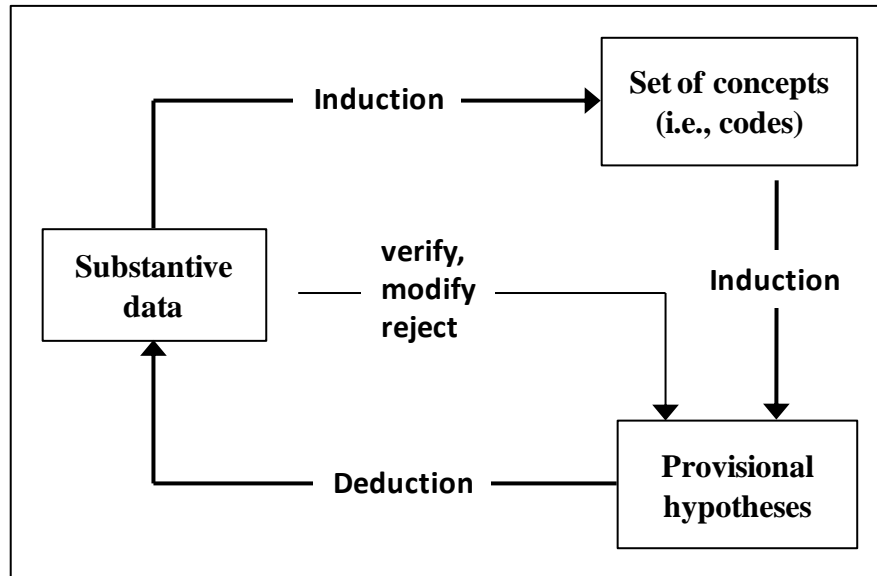 Induction
Set of concepts
(i.e., codes)
Substantive
data
verify,
modify
reject
Induction
Deduction
Provisional
hypotheses